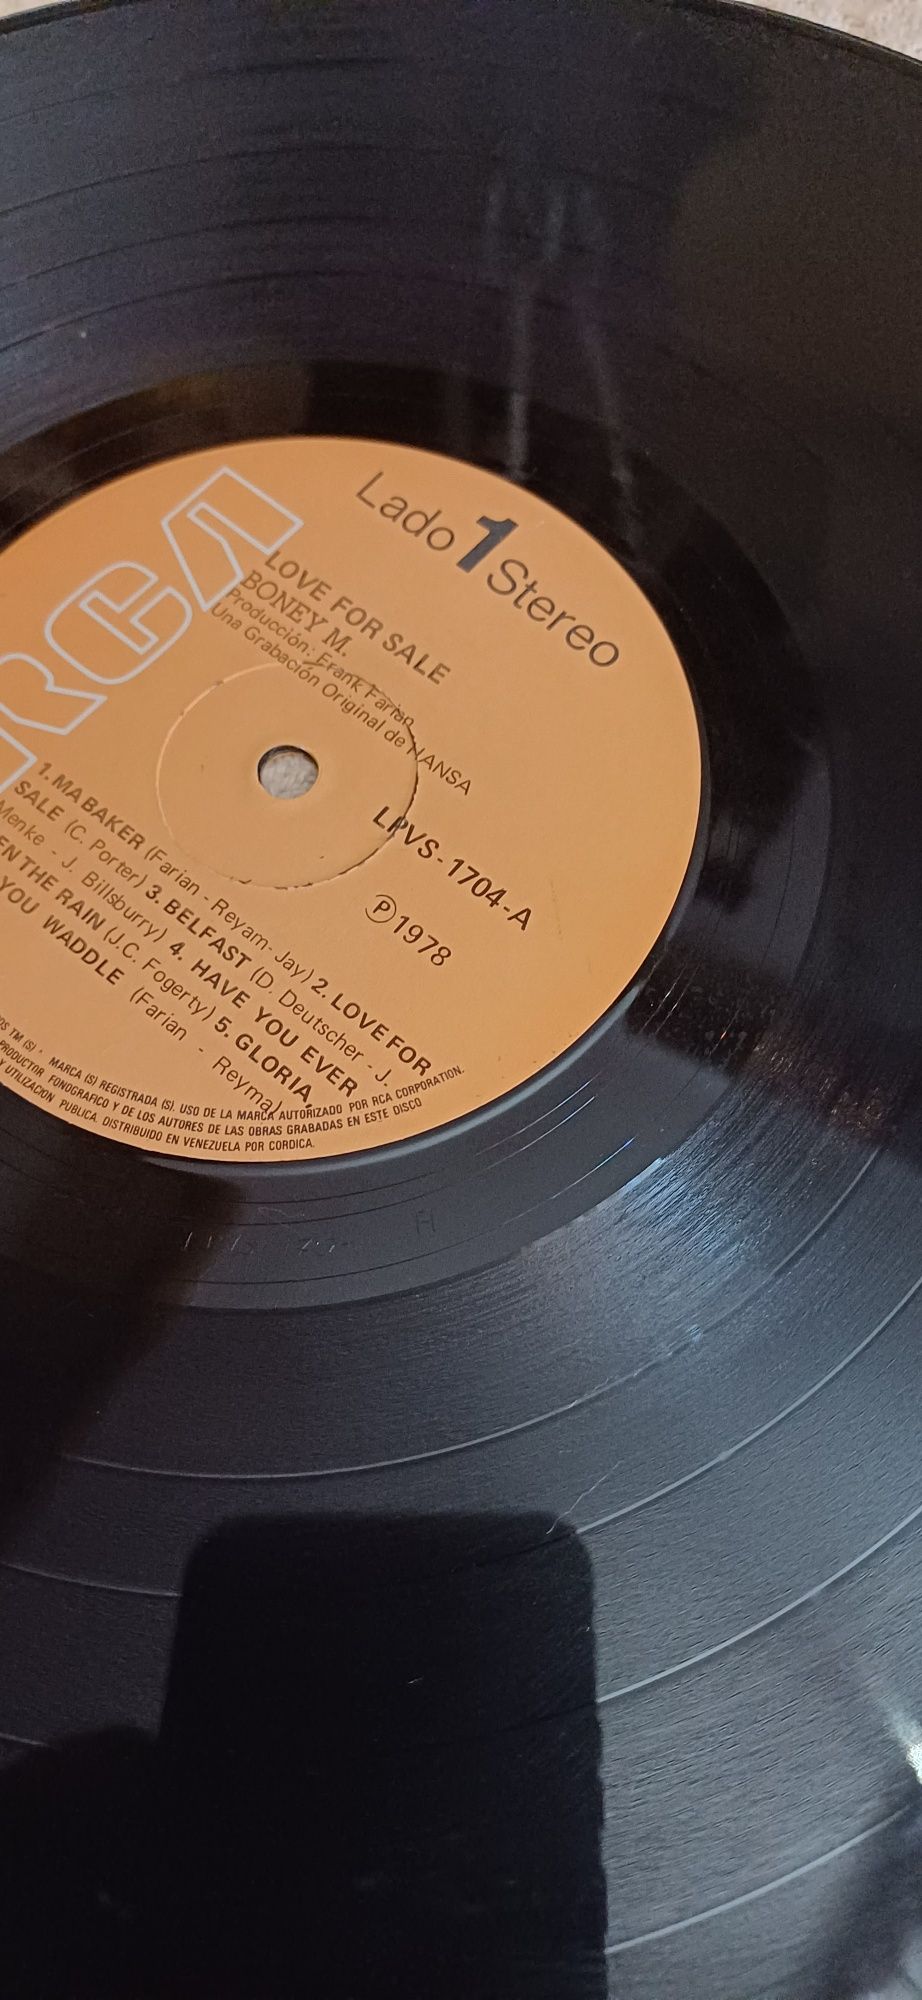 RCA
Lado 1 Stereo
LOVE FOR SALE
BONEY M.
Producción: Frank Farian
Una Grabación Original de HANSA
LPVS-1704-A
Ⓟ 1978
1. MA BAKER (Farian - Reyam- Jay) 2. LOVE FOR
SALE (C. Porter) 3. BELFAST (D. Deutscher - J.
Menke - J. Billsburry) 4. HAVE YOU EVER
THE RAIN (J.C. Fogerty) 5. GLORIA,
YOU WADDLE (Farian - Reyma)
TM (S) • MARCA (S) REGISTRADA (S). USO DE LA MARCA AUTORIZADO POR RCA CORPORATION.
PRODUCTOR FONOGRAFICO Y DE LOS AUTORES DE LAS OBRAS GRABADAS EN ESTE DISCO
Y UTILIZACION PUBLICA. DISTRIBUIDO EN VENEZUELA POR CORDICA.